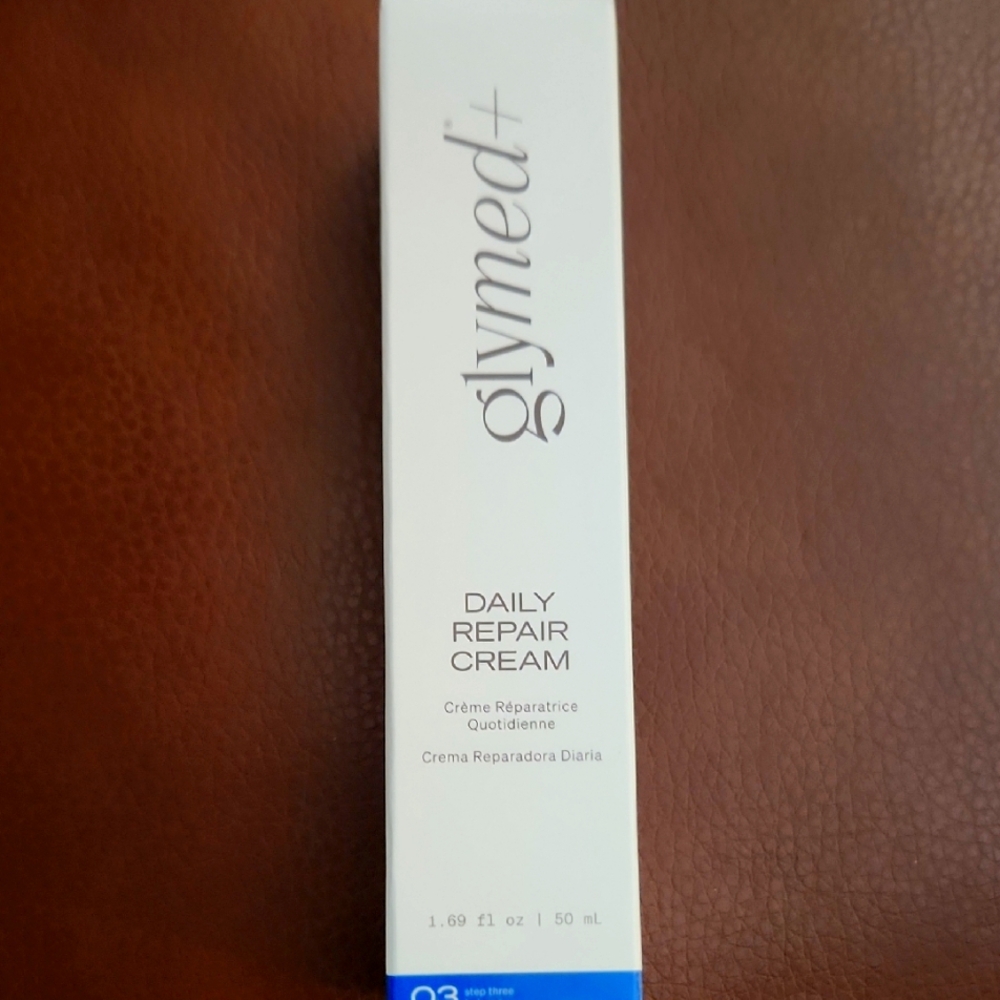 glymed+®
DAILY
REPAIR
CREAM
Crème Réparatrice
Quotidienne
Crema Reparadora Diaria
1.69 fl oz | 50 mL
03 step three